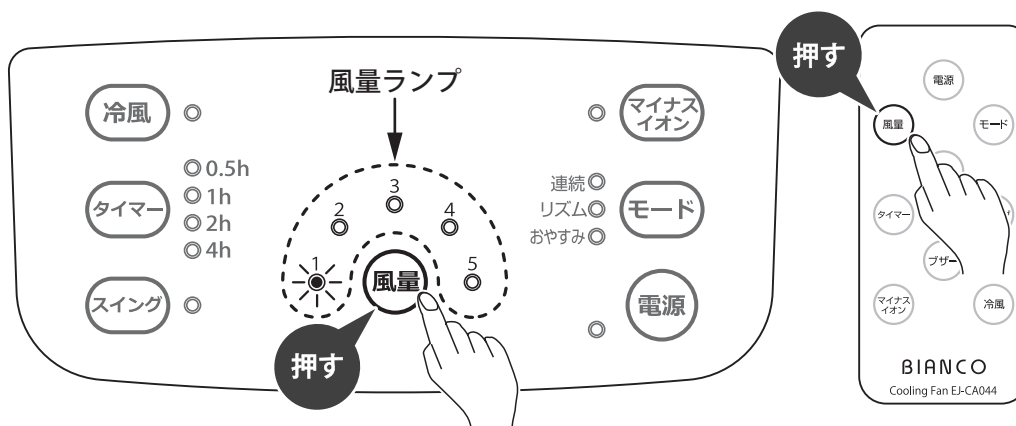 風量ランプ
冷風
0.5h
1h
2h
4h
タイマー
スイング
1
2
3
4
5
風量
押す
マイナス
イオン
連続
リズム
おやすみ
モード
電源
押す
電源
風量
モード
タイマー
ブザー
マイナス
イオン
冷風
BIANCO
Cooling Fan EJ-CA044